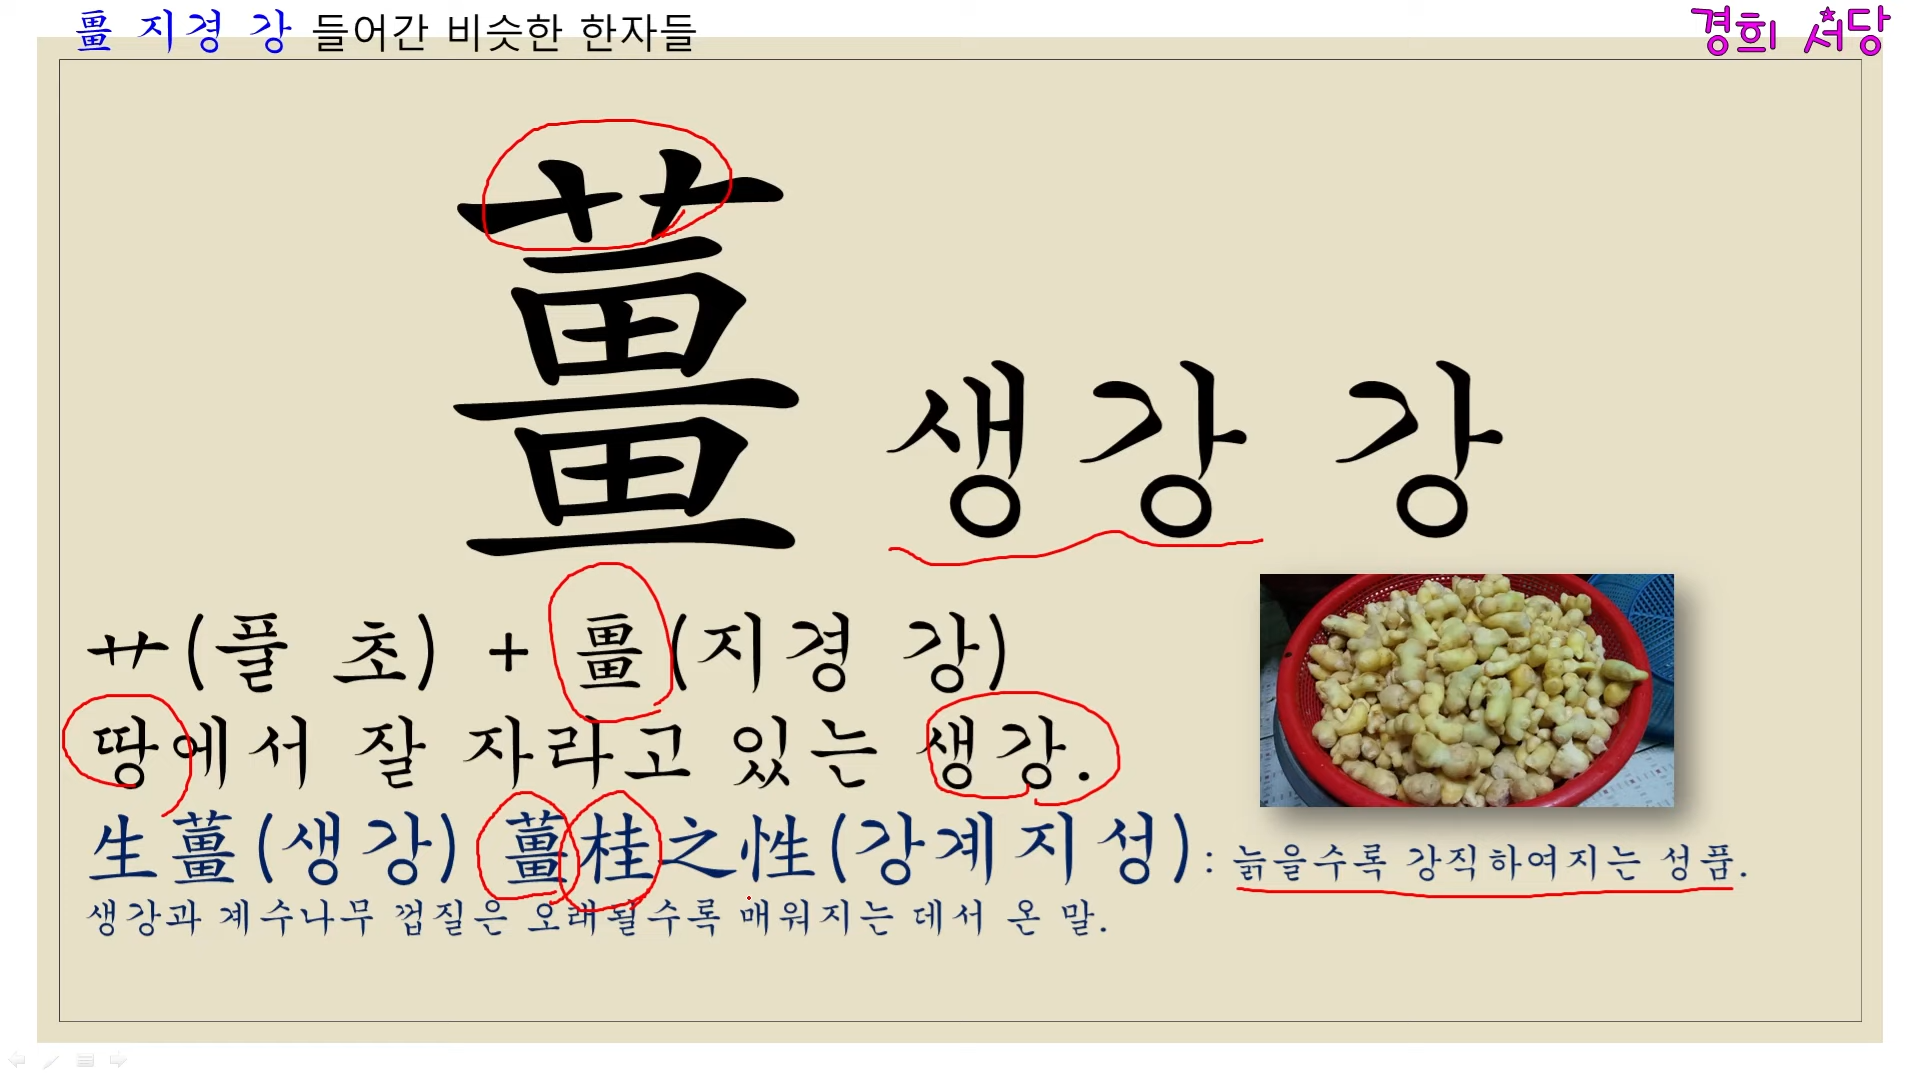 畺 지경 강 들어간 비슷한 한자들
경희 서당
薑 생강 강
艹(풀 초) + 畺(지경 강)
땅에서 잘 자라고 있는 생강.
生薑(생강) 薑桂之性(강계지성) : 늙을수록 강직하여지는 성품.
생강과 계수나무 껍질은 오래될수록 매워지는 데서 온 말.